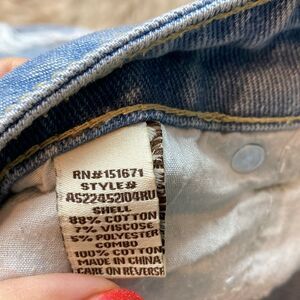 RN#151671
STYLE#
AS22452104RU
SHELL
88% COTTON
7% VISCOSE
5% POLYESTER
COMBO
100% COTTON
MADE IN CHINA
CARE ON REVERSE